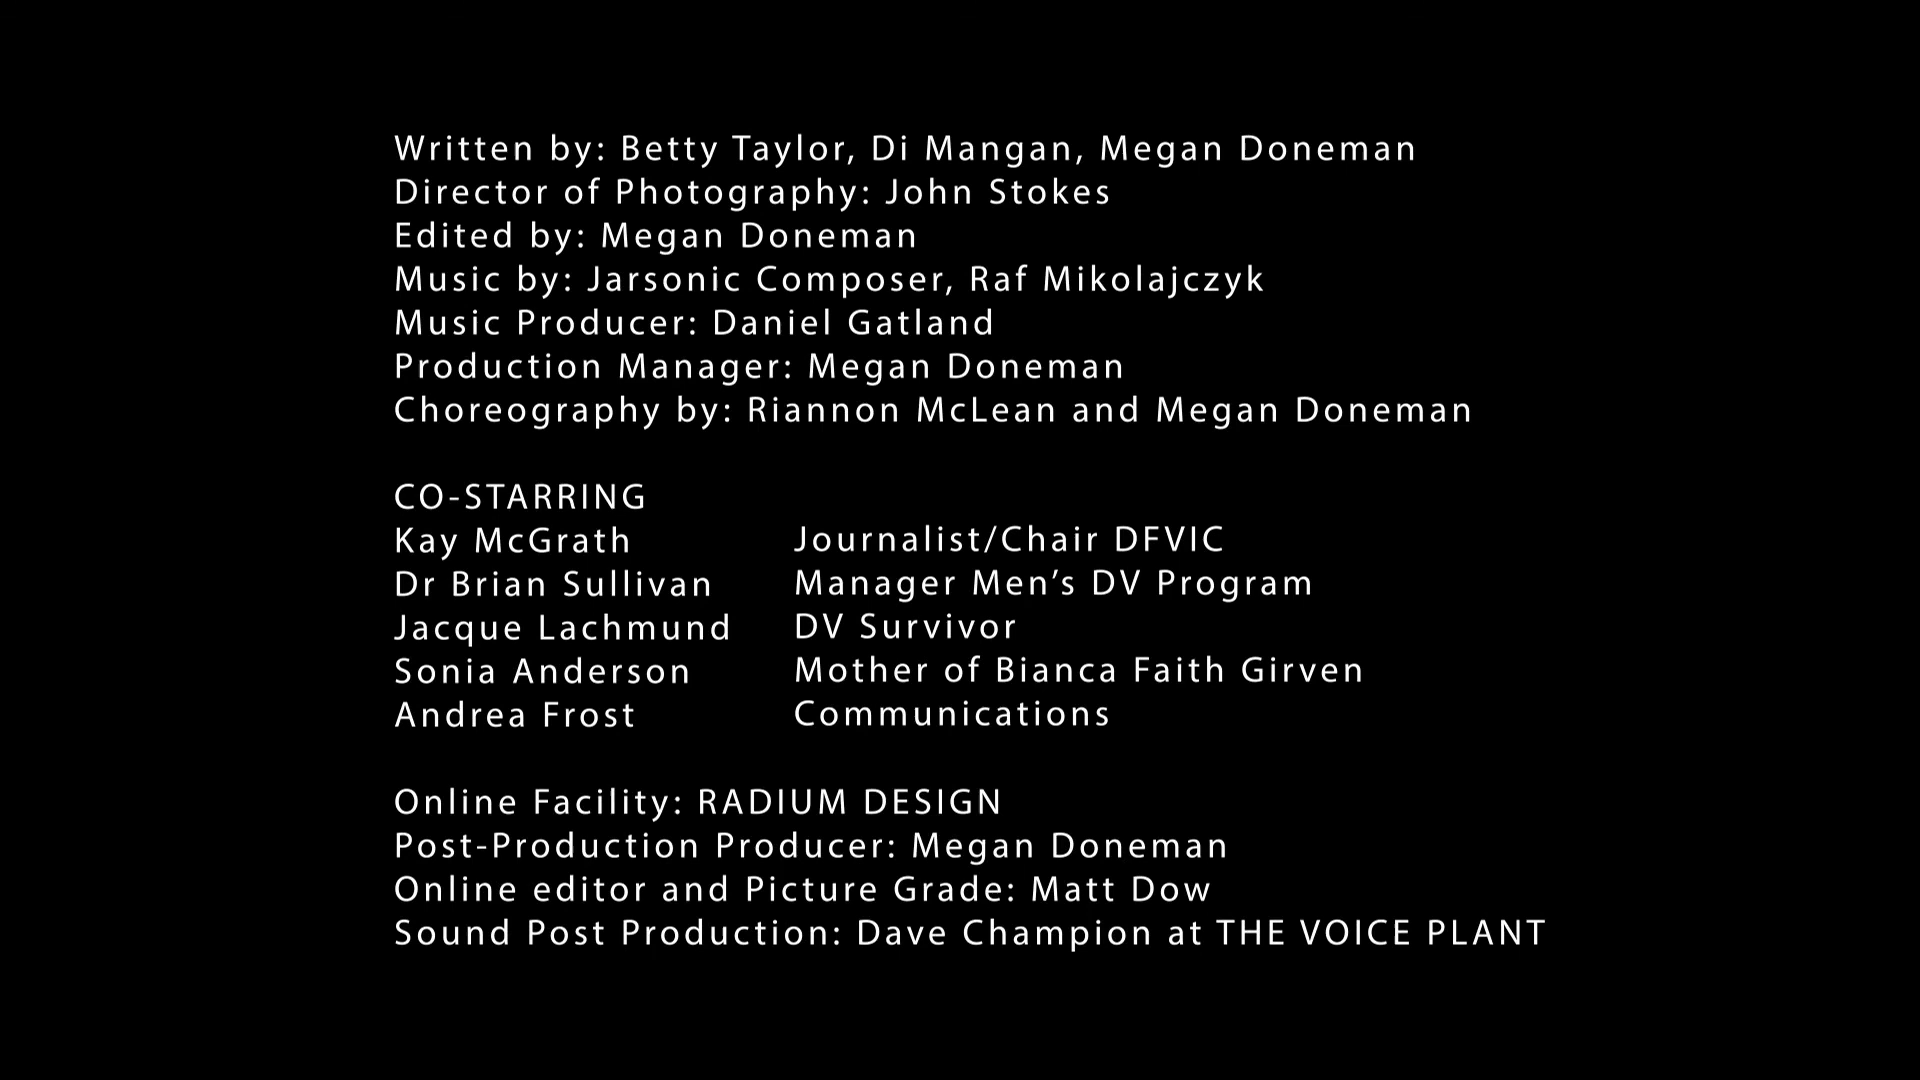 Written by: Betty Taylor, Di Mangan, Megan Doneman
Director of Photography: John Stokes
Edited by: Megan Doneman
Music by: Jarsonic Composer, Raf Mikolajczyk
Music Producer: Daniel Gatland
Production Manager: Megan Doneman
Choreography by: Riannon McLean and Megan Doneman
CO-STARRING
Kay McGrath Journalist/Chair DFVIC
Dr Brian Sullivan Manager Men’s DV Program
Jacque Lachmund DV Survivor
Sonia Anderson Mother of Bianca Faith Girven
Andrea Frost Communications
Online Facility: RADIUM DESIGN
Post-Production Producer: Megan Doneman
Online editor and Picture Grade: Matt Dow
Sound Post Production: Dave Champion at THE VOICE PLANT